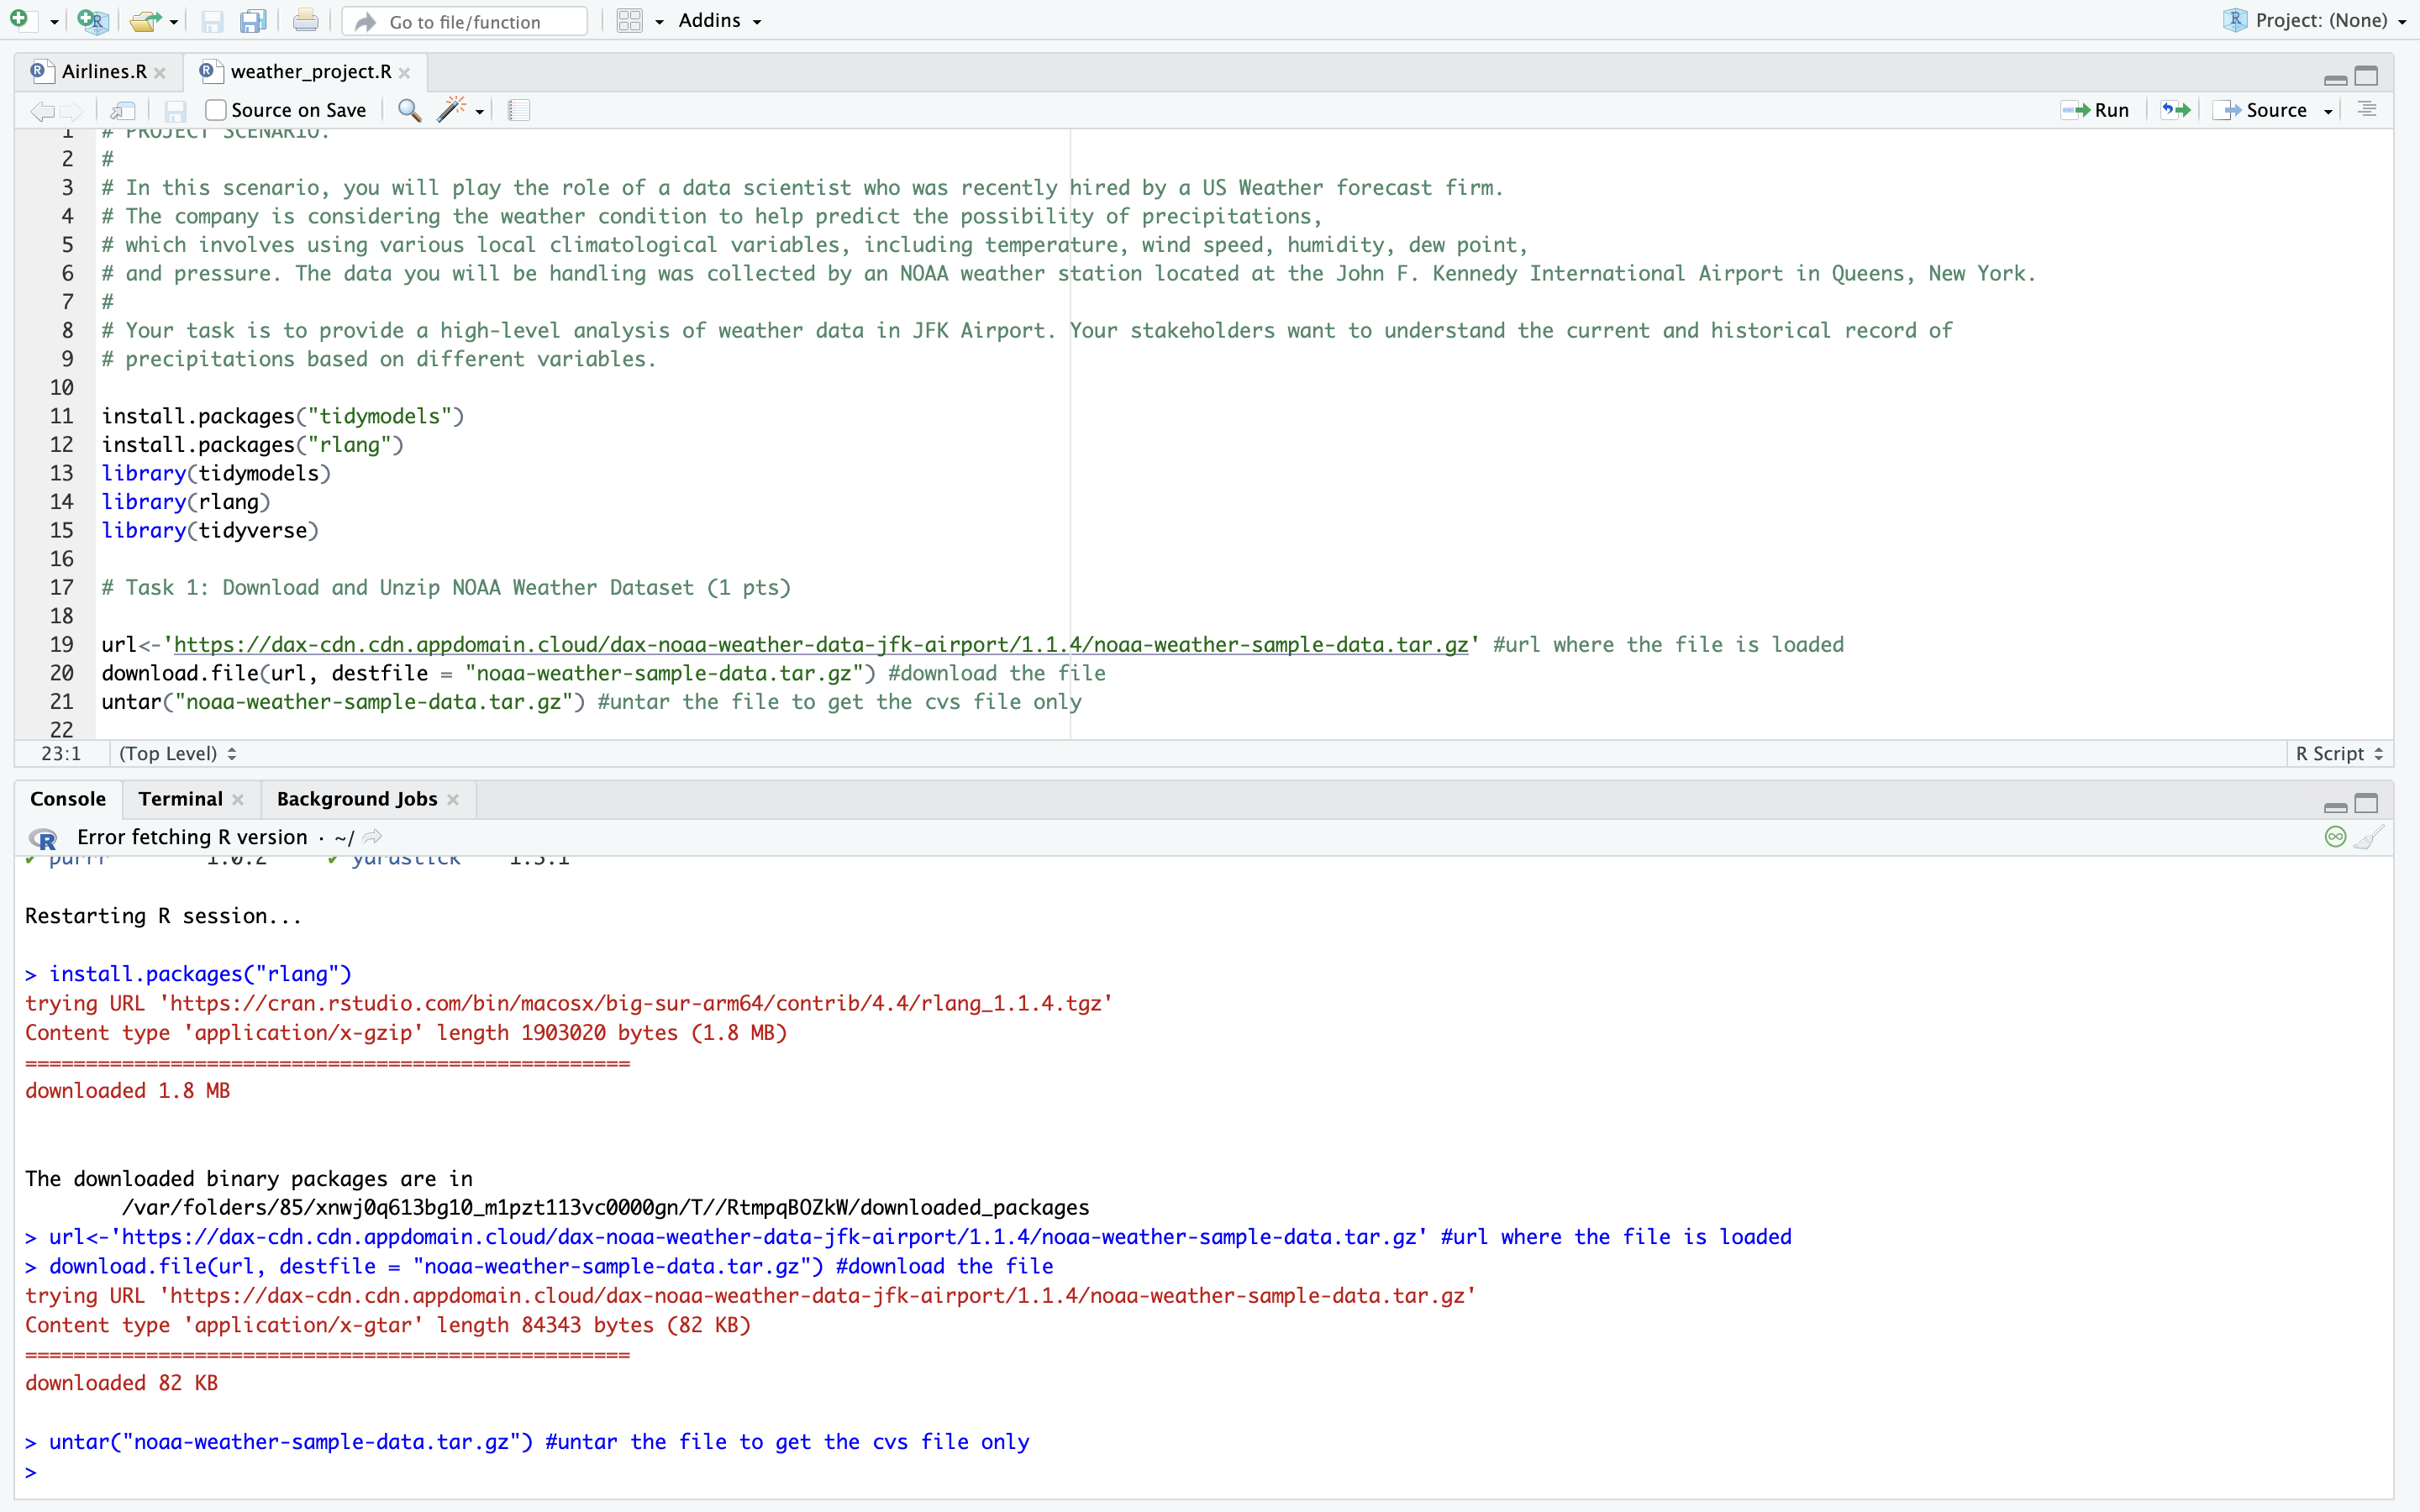 Go to file/function
Addins
Project: (None)
Airlines.R
weather_project.R
Source on Save
Run
Source
1 # PROJECT SCENARIO:
2 #
3 # In this scenario, you will play the role of a data scientist who was recently hired by a US Weather forecast firm.
4 # The company is considering the weather condition to help predict the possibility of precipitations,
5 # which involves using various local climatological variables, including temperature, wind speed, humidity, dew point,
6 # and pressure. The data you will be handling was collected by an NOAA weather station located at the John F. Kennedy International Airport in Queens, New York.
7 #
8 # Your task is to provide a high-level analysis of weather data in JFK Airport. Your stakeholders want to understand the current and historical record of
9 # precipitations based on different variables.
10
11 install.packages("tidymodels")
12 install.packages("rlang")
13 library(tidymodels)
14 library(rlang)
15 library(tidyverse)
16
17 # Task 1: Download and Unzip NOAA Weather Dataset (1 pts)
18
19 url<-'https://dax-cdn.cdn.appdomain.cloud/dax-noaa-weather-data-jfk-airport/1.1.4/noaa-weather-sample-data.tar.gz' #url where the file is loaded
20 download.file(url, destfile = "noaa-weather-sample-data.tar.gz") #download the file
21 untar("noaa-weather-sample-data.tar.gz") #untar the file to get the cvs file only
22
23:1 (Top Level) R Script
Console Terminal Background Jobs
R Error fetching R version · ~/
✔ purrr 1.0.2 ✔ yardstick 1.3.1
Restarting R session...
> install.packages("rlang")
trying URL 'https://cran.rstudio.com/bin/macosx/big-sur-arm64/contrib/4.4/rlang_1.1.4.tgz'
Content type 'application/x-gzip' length 1903020 bytes (1.8 MB)
==================================================
downloaded 1.8 MB
The downloaded binary packages are in
/var/folders/85/xnwj0q613bg10_m1pzt113vc0000gn/T//RtmpqBOZkW/downloaded_packages
> url<-'https://dax-cdn.cdn.appdomain.cloud/dax-noaa-weather-data-jfk-airport/1.1.4/noaa-weather-sample-data.tar.gz' #url where the file is loaded
> download.file(url, destfile = "noaa-weather-sample-data.tar.gz") #download the file
trying URL 'https://dax-cdn.cdn.appdomain.cloud/dax-noaa-weather-data-jfk-airport/1.1.4/noaa-weather-sample-data.tar.gz'
Content type 'application/x-gtar' length 84343 bytes (82 KB)
==================================================
downloaded 82 KB
> untar("noaa-weather-sample-data.tar.gz") #untar the file to get the cvs file only
>